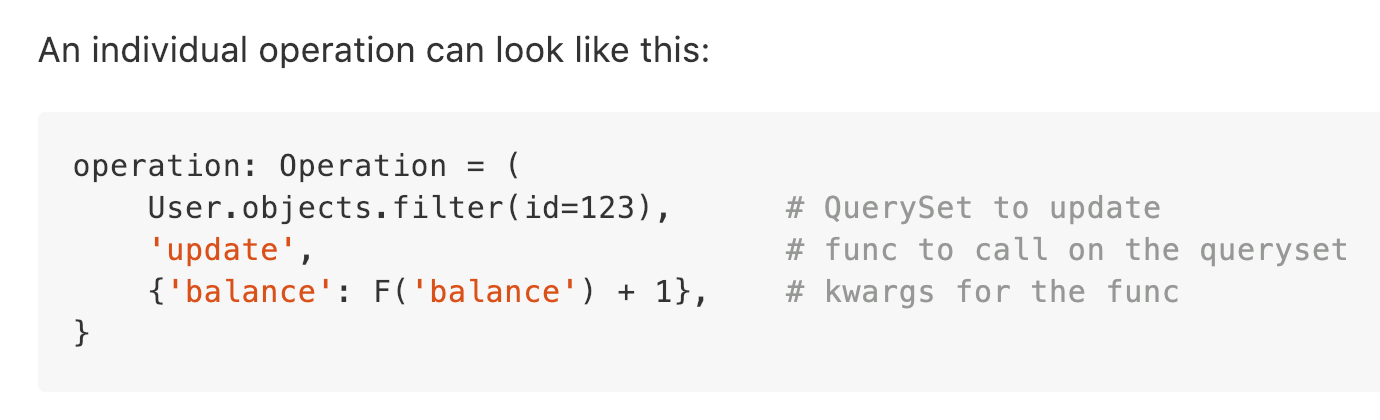 An individual operation can look like this:
operation: Operation = (
    User.objects.filter(id=123),      # QuerySet to update
    'update',                         # func to call on the queryset
    {'balance': F('balance') + 1},    # kwargs for the func
}